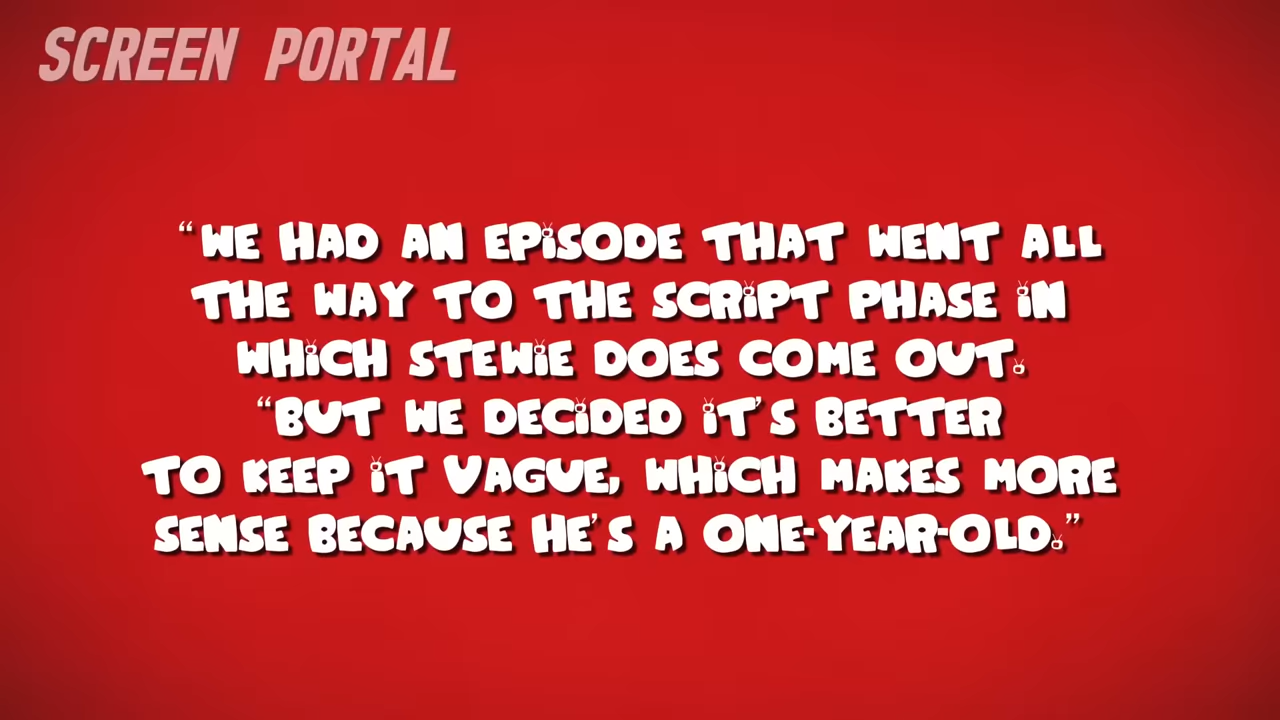 SCREEN PORTAL
“WE HAD AN EPiSODE THAT WENT ALL
THE WAY TO THE SCRiPT PHASE iN
WHiCH STEWiE DOES COME OUT.
“BUT WE DECiDED iT’S BETTER
TO KEEP iT VAGUE, WHiCH MAKES MORE
SENSE BECAUSE HE’S A ONE-YEAR-OLD.”